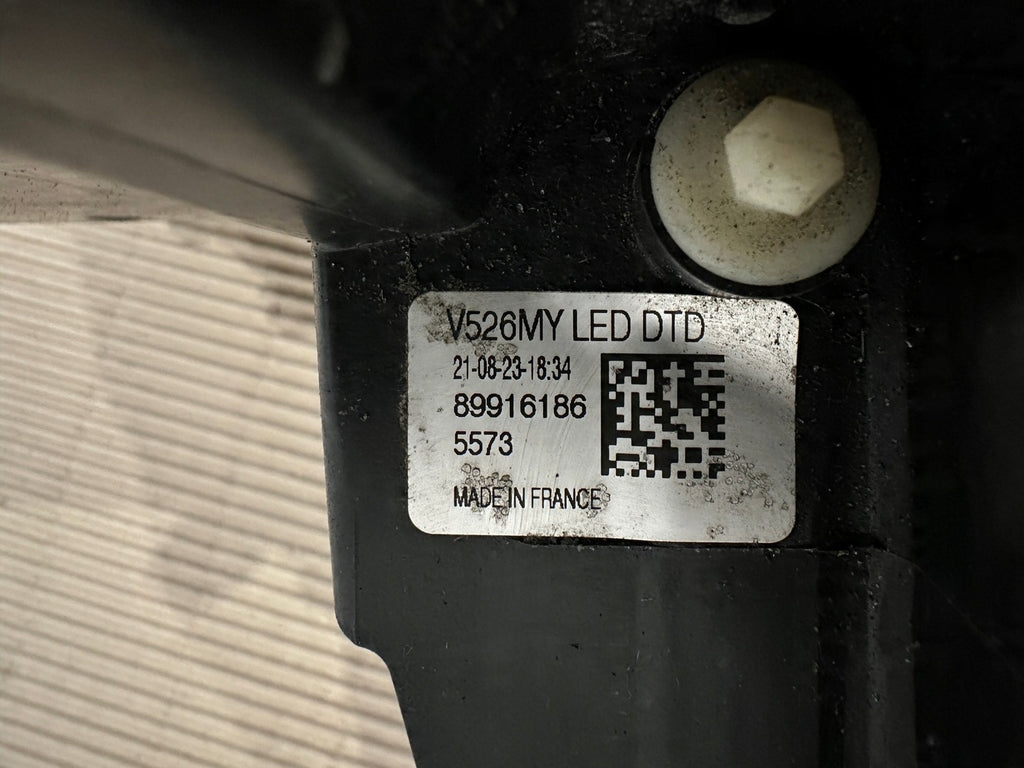 V526MY LED DTD
21-08-23-18:34
89916186
5573
MADE IN FRANCE